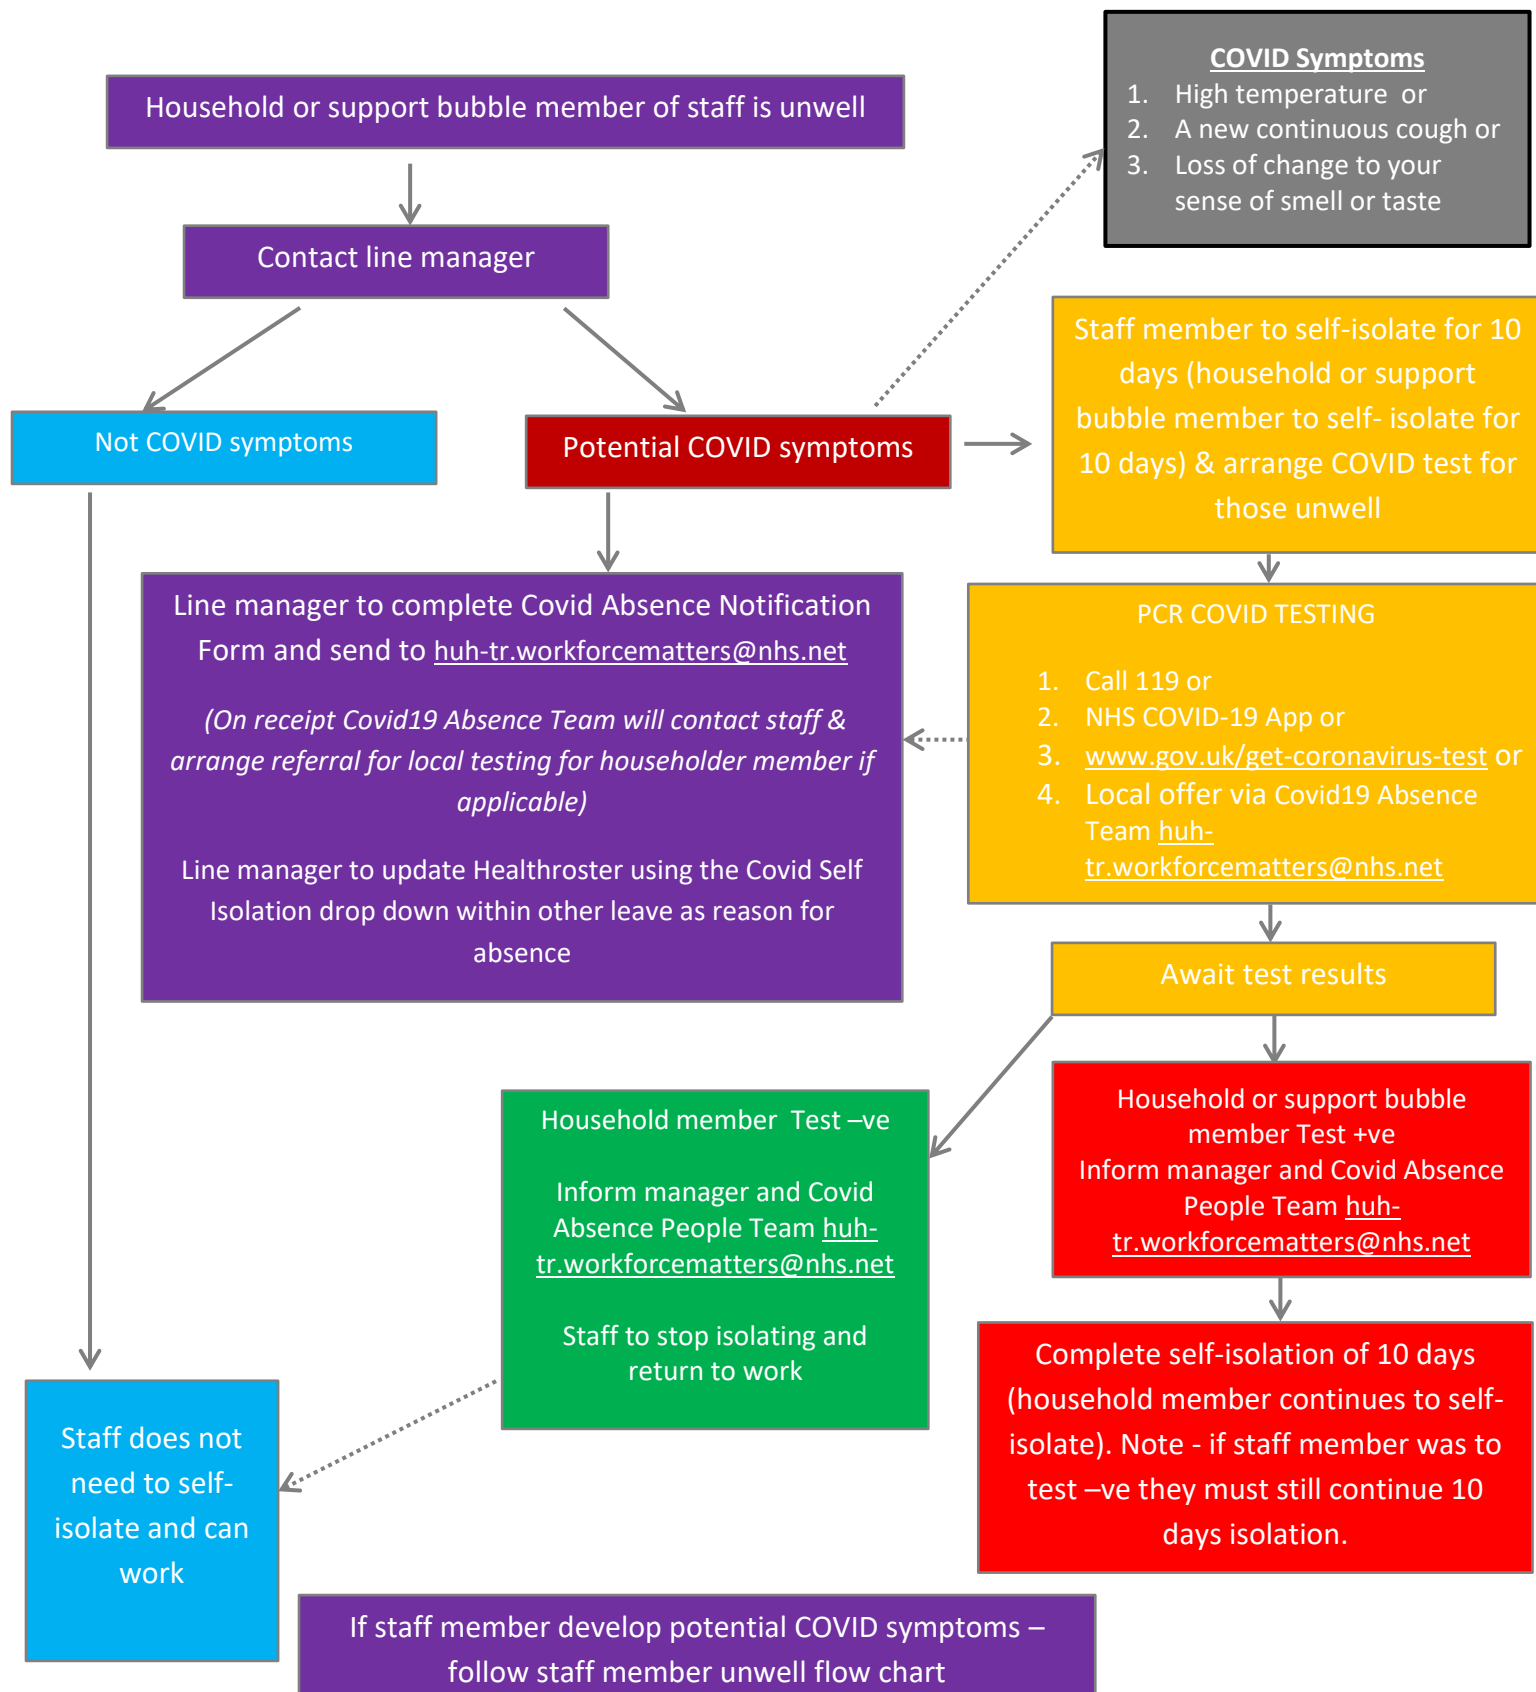 COVID Symptoms
1. High temperature or
2. A new continuous cough or
3. Loss of change to your
sense of smell or taste
Household or support bubble member of staff is unwell
Contact line manager
Not COVID symptoms
Potential COVID symptoms
Staff member to self-isolate for 10
days (household or support
bubble member to self- isolate for
10 days) & arrange COVID test for
those unwell
Line manager to complete Covid Absence Notification
Form and send to huh-tr.workforcematters@nhs.net
(On receipt Covid19 Absence Team will contact staff &
arrange referral for local testing for householder member if
applicable)
Line manager to update Healthroster using the Covid Self
Isolation drop down within other leave as reason for
absence
PCR COVID TESTING
1. Call 119 or
2. NHS COVID-19 App or
3. www.gov.uk/get-coronavirus-test or
4. Local offer via Covid19 Absence
Team huh-
tr.workforcematters@nhs.net
Await test results
Household member  Test –ve
Inform manager and Covid
Absence People Team huh-
tr.workforcematters@nhs.net
Staff to stop isolating and
return to work
Household or support bubble
member Test +ve
Inform manager and Covid Absence
People Team huh-
tr.workforcematters@nhs.net
Complete self-isolation of 10 days
(household member continues to self-
isolate). Note - if staff member was to
test –ve they must still continue 10
days isolation.
Staff does not
need to self-
isolate and can
work
If staff member develop potential COVID symptoms –
follow staff member unwell flow chart